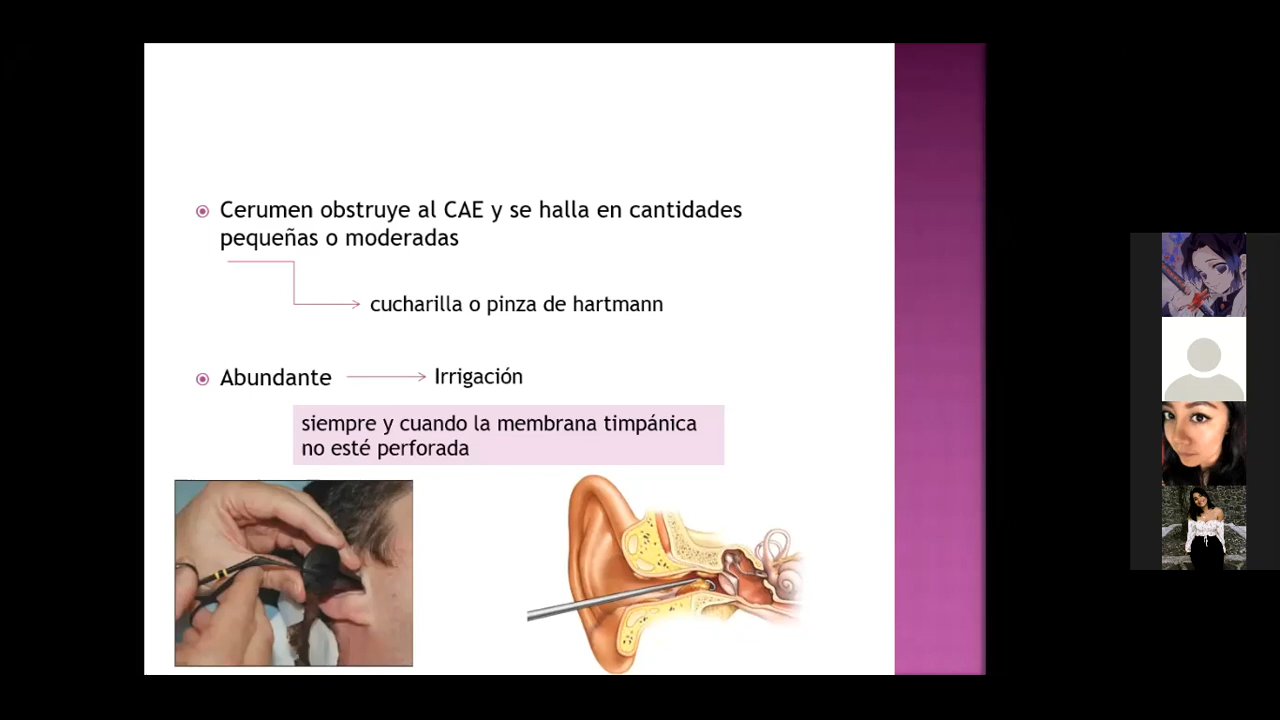 Cerumen obstruye al CAE y se halla en cantidades
pequeñas o moderadas
cucharilla o pinza de hartmann
Abundante
Irrigación
siempre y cuando la membrana timpánica
no esté perforada